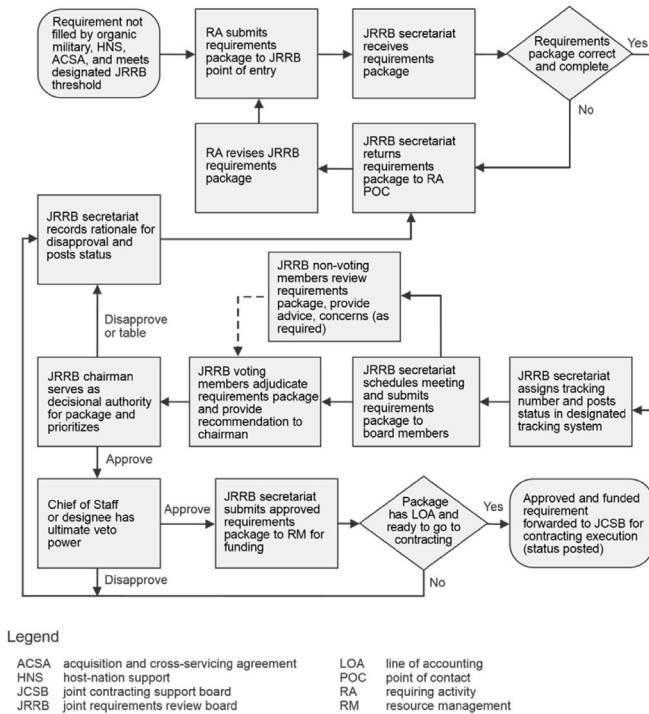 Requirement not
filled by organic
military, HNS,
ACSA, and meets
designated JRRB
threshold
RA submits
requirements
package to JRRB
point of entry
JRRB secretariat
receives
requirements
package
Requirements
package correct
and complete
Yes
No
RA revises JRRB
requirements
package
JRRB secretariat
returns
requirements
package to RA
POC
JRRB secretariat
records rationale for
disapproval and
posts status
JRRB non-voting
members review
requirements
package, provide
advice, concerns (as
required)
Disapprove
or table
JRRB chairman
serves as
decisional authority
for package and
prioritizes
JRRB voting
members adjudicate
requirements package
and provide
recommendation to
chairman
JRRB secretariat
schedules meeting
and submits
requirements
package to
board members
JRRB secretariat
assigns tracking
number and posts
status in designated
tracking system
Approve
Chief of Staff
or designee has
ultimate veto
power
Approve
JRRB secretariat
submits approved
requirements
package to RM for
funding
Package
has LOA and
ready to go to
contracting
Yes
Approved and funded
requirement
forwarded to JCSB for
contracting execution
(status posted)
Disapprove
No
Legend
ACSA acquisition and cross-servicing agreement
HNS host-nation support
JCSB joint contracting support board
JRRB joint requirements review board
LOA line of accounting
POC point of contact
RA requiring activity
RM resource management